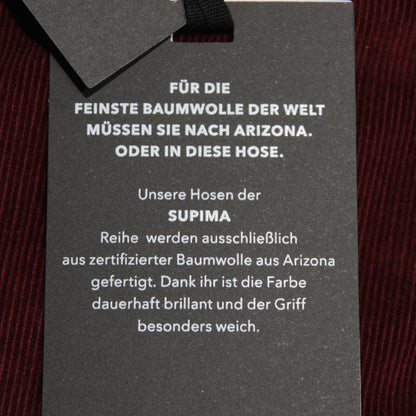 FÜR DIE
FEINSTE BAUMWOLLE DER WELT
MÜSSEN SIE NACH ARIZONA.
ODER IN DIESE HOSE.
Unsere Hosen der
SUPIMA
Reihe werden ausschließlich
aus zertifizierter Baumwolle aus Arizona
gefertigt. Dank ihr ist die Farbe
dauerhaft brillant und der Griff
besonders weich.